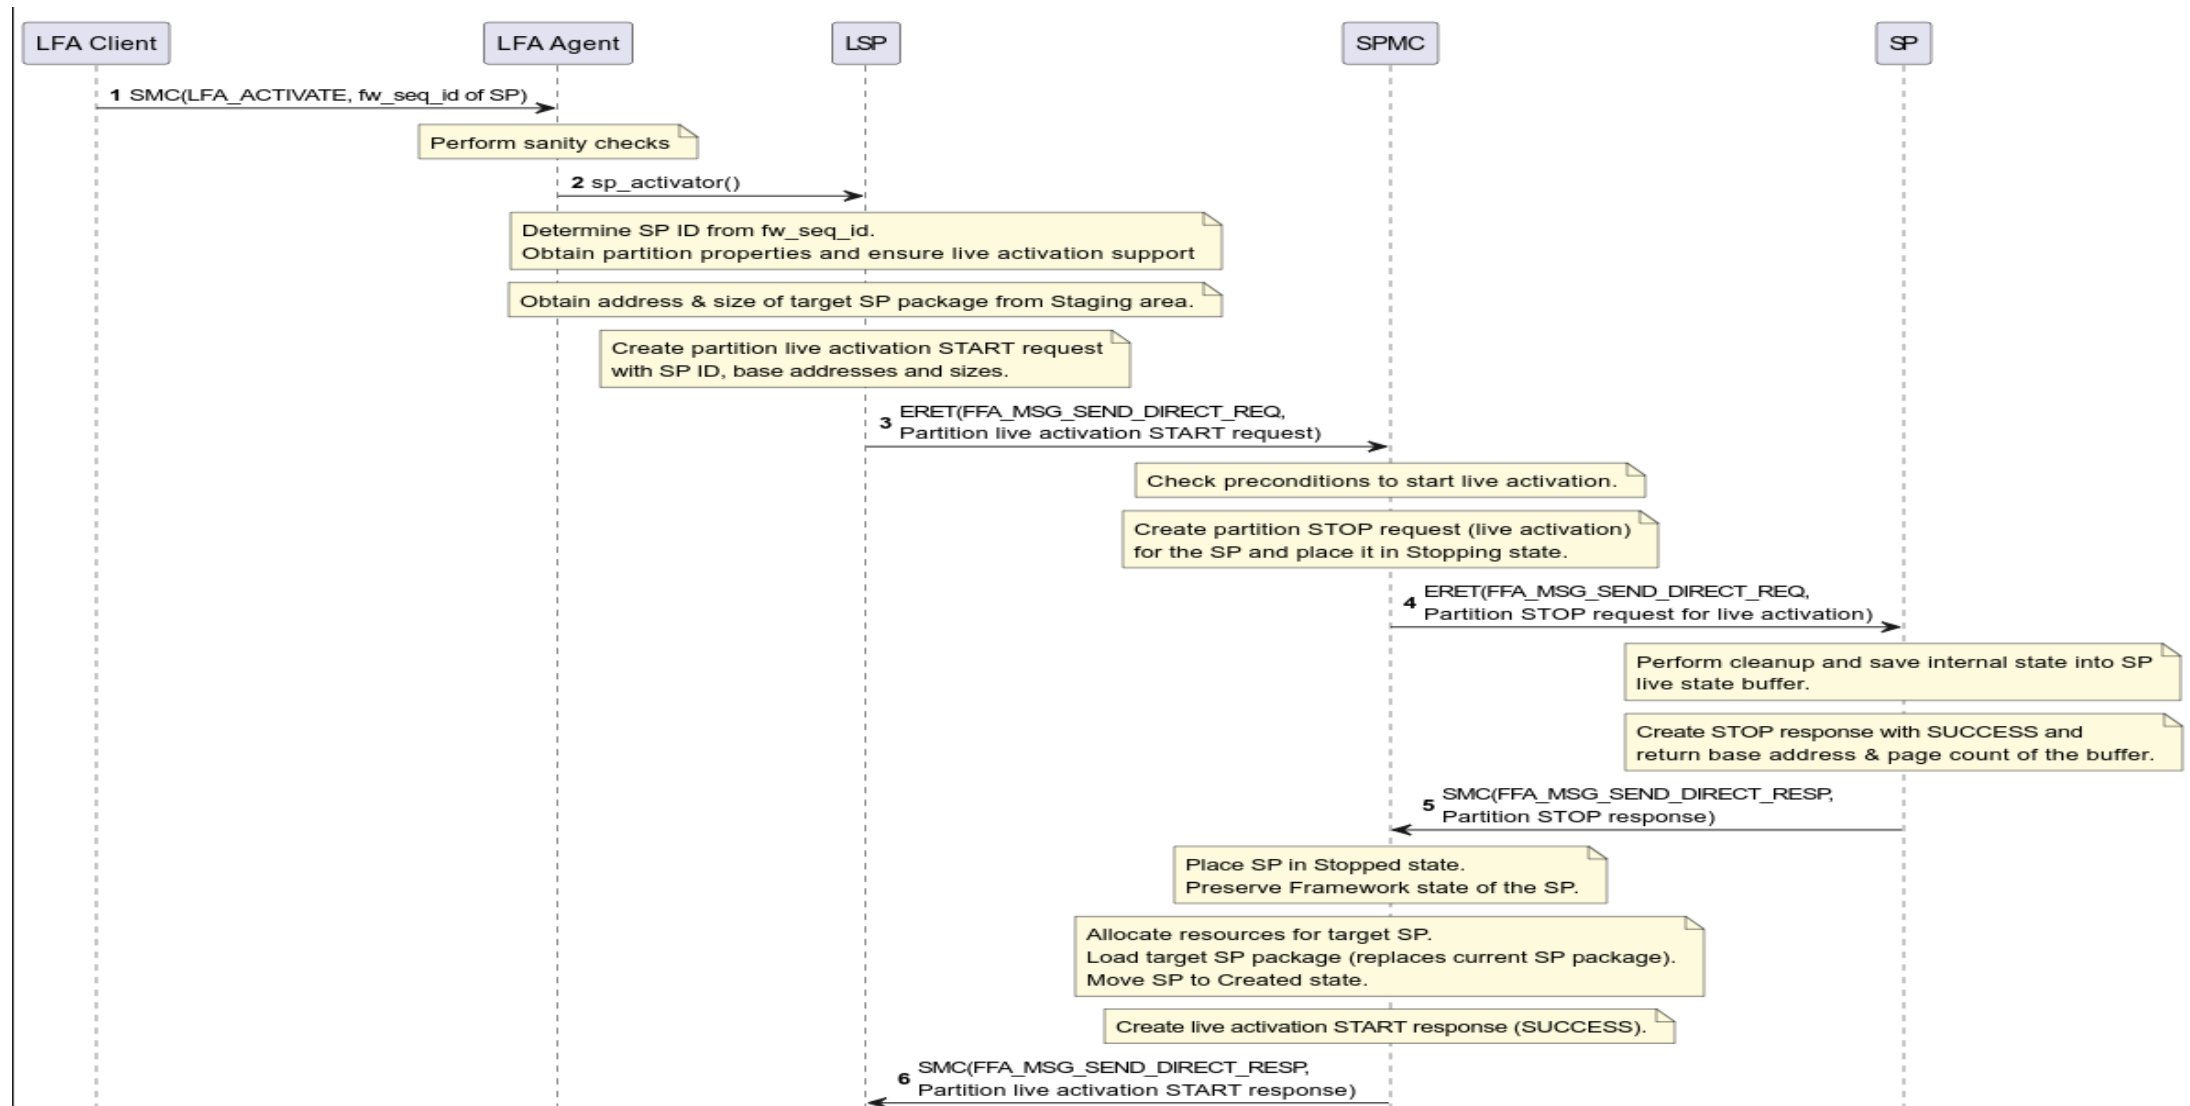 LFA Client
LFA Agent
LSP
SPMC
SP
1 SMC(LFA_ACTIVATE, fw_seq_id of SP)
Perform sanity checks
2 sp_activator()
Determine SP ID from fw_seq_id.
Obtain partition properties and ensure live activation support
Obtain address & size of target SP package from Staging area.
Create partition live activation START request
with SP ID, base addresses and sizes.
3 ERET(FFA_MSG_SEND_DIRECT_REQ,
Partition live activation START request)
Check preconditions to start live activation.
Create partition STOP request (live activation)
for the SP and place it in Stopping state.
4 ERET(FFA_MSG_SEND_DIRECT_REQ,
Partition STOP request for live activation)
Perform cleanup and save internal state into SP
live state buffer.
Create STOP response with SUCCESS and
return base address & page count of the buffer.
5 SMC(FFA_MSG_SEND_DIRECT_RESP,
Partition STOP response)
Place SP in Stopped state.
Preserve Framework state of the SP.
Allocate resources for target SP.
Load target SP package (replaces current SP package).
Move SP to Created state.
Create live activation START response (SUCCESS).
6 SMC(FFA_MSG_SEND_DIRECT_RESP,
Partition live activation START response)